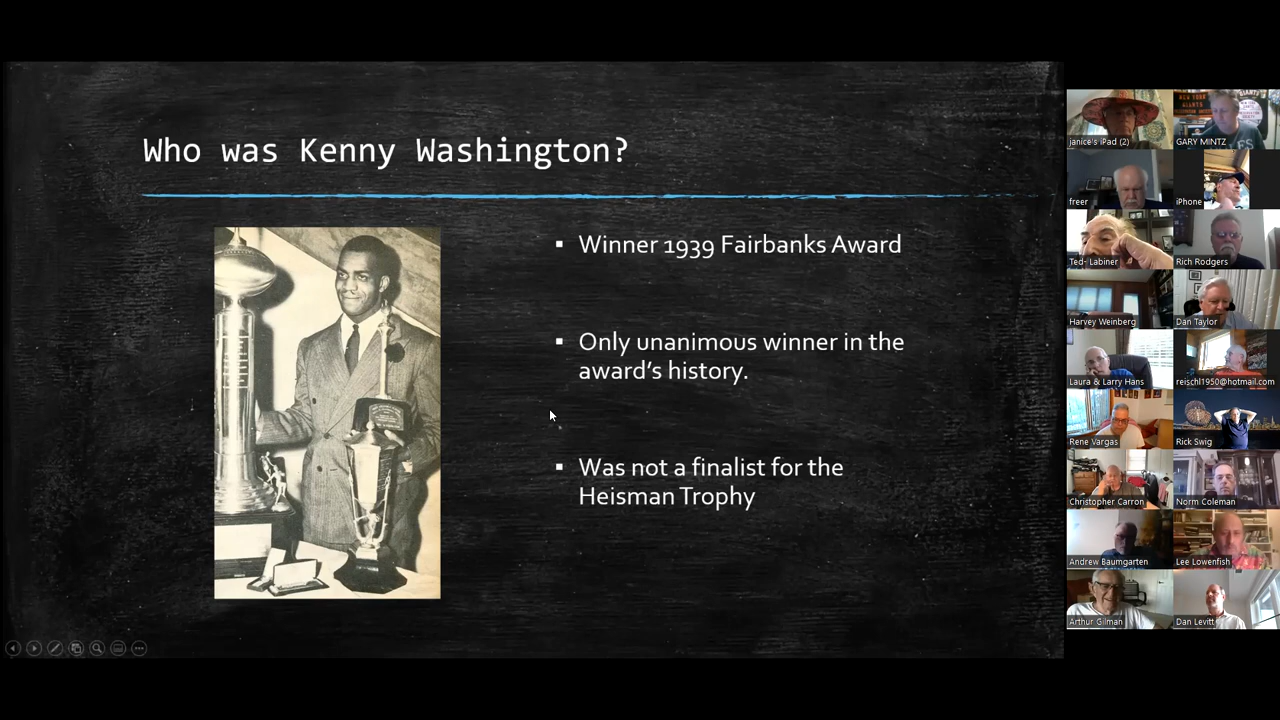 Who was Kenny Washington?
▪ Winner 1939 Fairbanks Award
▪ Only unanimous winner in the
award's history.
▪ Was not a finalist for the
Heisman Trophy
janice's iPad (2)
GARY MINTZ
freer
iPhone
Ted- Labiner
Rich Rodgers
Harvey Weinberg
Dan Taylor
Laura & Larry Hans
reischl1950@hotmail.com
Rene Vargas
Rick Swig
Christopher Carron
Norm Coleman
Andrew Baumgarten
Lee Lowenfish
Arthur Gilman
Dan Levitt